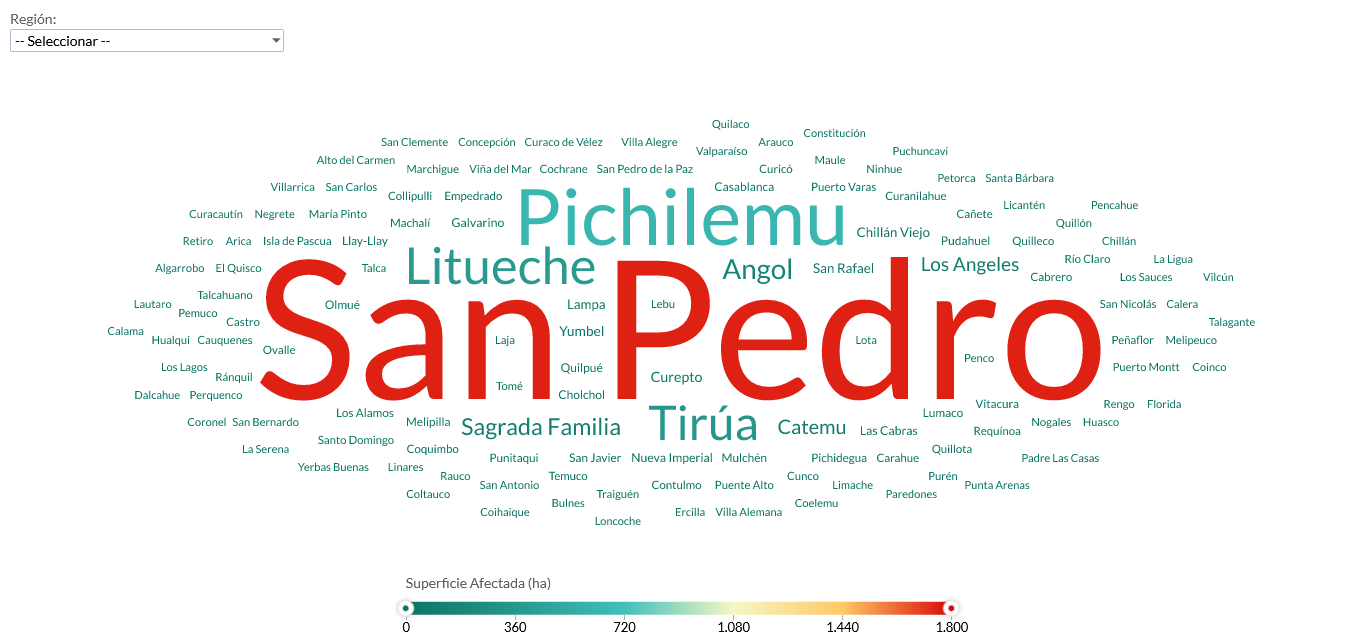 Región:
-- Seleccionar --
Quilaco
Constitución
San Clemente Concepción Curaco de Vélez Villa Alegre Arauco
Valparaíso Puchuncavi
Alto del Carmen Maule
Marchigue Viña del Mar Cochrane San Pedro de la Paz Curicó Ninhue
Petorca Santa Bárbara
Villarrica San Carlos Casablanca Puerto Varas
Collipulli Empedrado Curanilahue
Licantén Pencahue
Curacautín Negrete María Pinto Cañete
Machalí Galvarino Pichilemu Chillán Viejo Quillón
Retiro Arica Isla de Pascua Llay-Llay Pudahuel Quilleco Chillán
Río Claro La Ligua
Algarrobo El Quisco Talca Litueche Angol San Rafael Los Angeles
Cabrero Los Sauces Vilcún
Talcahuano
Lautaro Olmué Lampa Lebu San Nicolás Calera
Pemuco
Castro Talagante
Calama Yumbel
San Pedro
Hualqui Cauquenes Laja Lota Peñaflor Melipeuco
Ovalle Penco
Los Lagos Quilpué Puerto Montt Coinco
Ránquil Curepto
Tomé
Dalcahue Perquenco Cholchol
Vitacura Rengo Florida
Los Alamos Lumaco
Coronel San Bernardo Melipilla Sagrada Familia Tirúa Catemu Las Cabras Requínoa Nogales Huasco
Santo Domingo
La Serena Coquimbo Quillota
Punitaqui San Javier Nueva Imperial Mulchén Pichidegua Carahue Padre Las Casas
Yerbas Buenas Linares
Rauco Temuco Cunco Purén
San Antonio Contulmo Puente Alto Limache Punta Arenas
Coltauco Traiguén Paredones
Bulnes Coelemu
Coihaique Ercilla Villa Alemana
Loncoche
Superficie Afectada (ha)
0 360 720 1.080 1.440 1.800